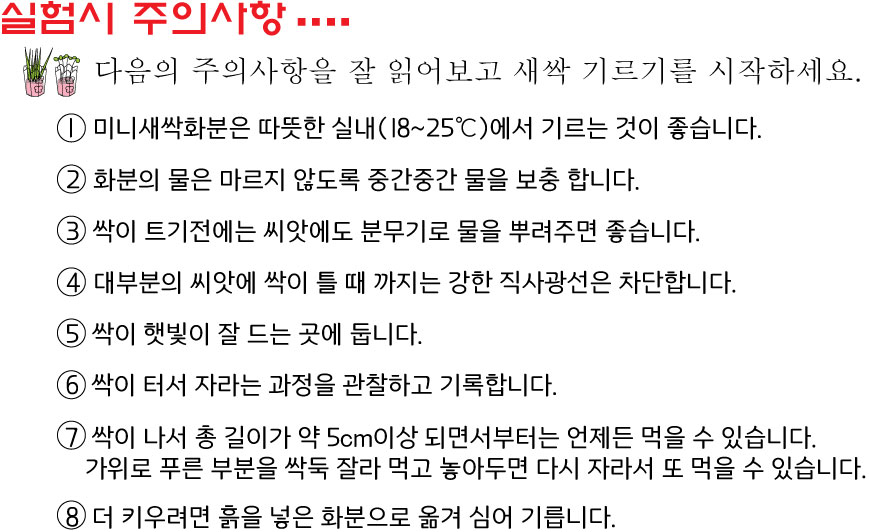 실험시 주의사항 ....
다음의 주의사항을 잘 읽어보고 새싹 기르기를 시작하세요.
① 미니새싹화분은 따뜻한 실내(18~25℃)에서 기르는 것이 좋습니다.
② 화분의 물은 마르지 않도록 중간중간 물을 보충 합니다.
③ 싹이 트기전에는 씨앗에도 분무기로 물을 뿌려주면 좋습니다.
④ 대부분의 씨앗에 싹이 틀 때 까지는 강한 직사광선은 차단합니다.
⑤ 싹이 햇빛이 잘 드는 곳에 둡니다.
⑥ 싹이 터서 자라는 과정을 관찰하고 기록합니다.
⑦ 싹이 나서 총 길이가 약 5cm이상 되면서부터는 언제든 먹을 수 있습니다.
가위로 푸른 부분을 싹둑 잘라 먹고 놓아두면 다시 자라서 또 먹을 수 있습니다.
⑧ 더 키우려면 흙을 넣은 화분으로 옮겨 심어 기릅니다.